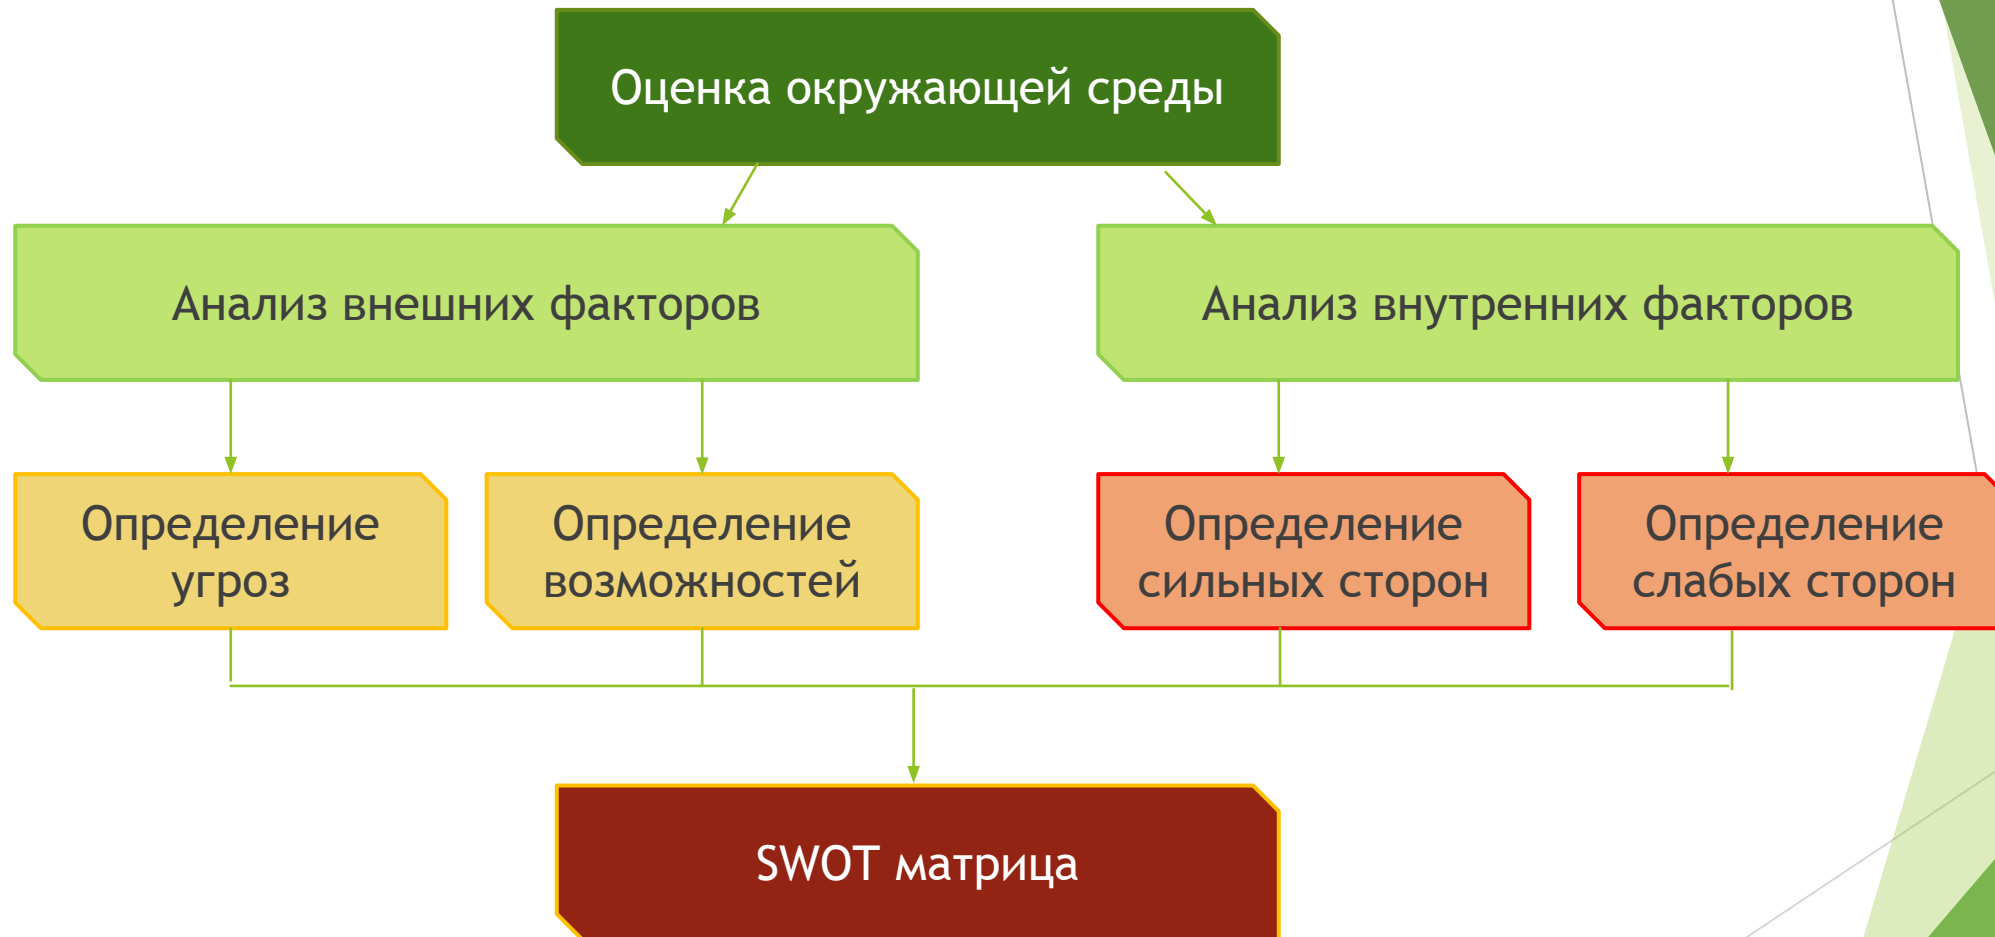 Оценка окружающей среды
Анализ внешних факторов
Анализ внутренних факторов
Определение
угроз
Определение
возможностей
Определение
сильных сторон
Определение
слабых сторон
SWOT матрица